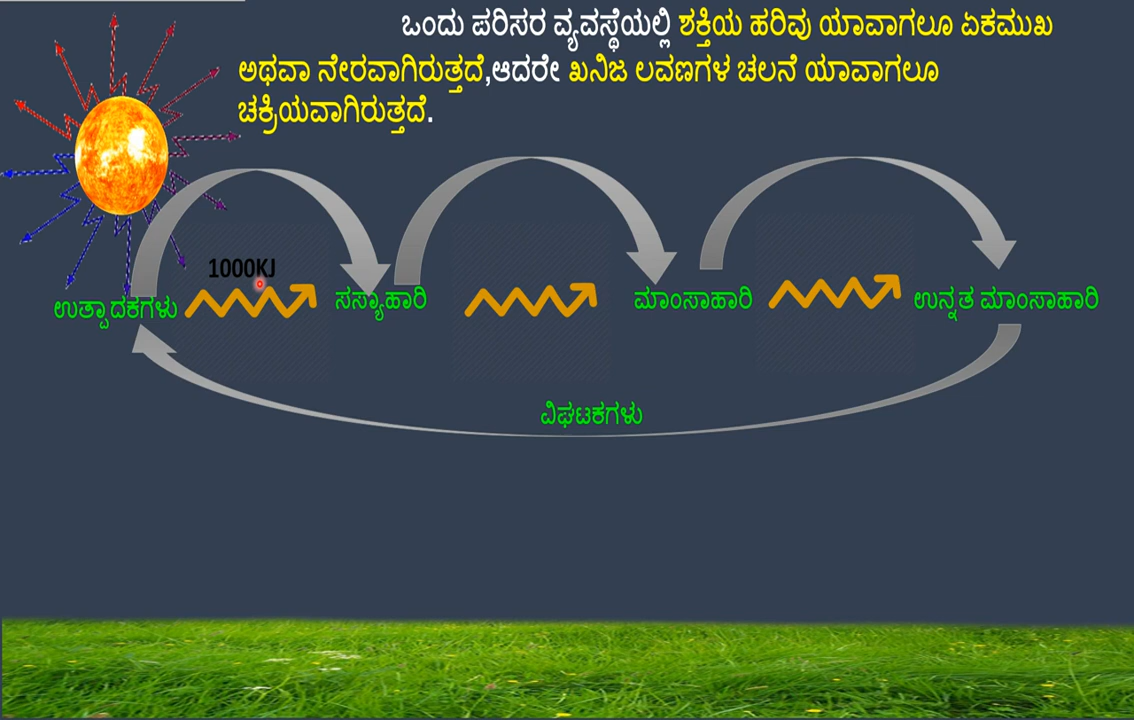 ಒಂದು ಪರಿಸರ ವ್ಯವಸ್ಥೆಯಲ್ಲಿ ಶಕ್ತಿಯ ಹರಿವು ಯಾವಾಗಲೂ ಏಕಮುಖ
ಅಥವಾ ನೇರವಾಗಿರುತ್ತದೆ,ಆದರೇ ಖನಿಜ ಲವಣಗಳ ಚಲನೆ ಯಾವಾಗಲೂ
ಚಕ್ರಿಯವಾಗಿರುತ್ತದೆ.
1000KJ
ಉತ್ಪಾದಕಗಳು ಸಸ್ಯಾಹಾರಿ ಮಾಂಸಾಹಾರಿ ಉನ್ನತ ಮಾಂಸಾಹಾರಿ
ವಿಘಟಕಗಳು